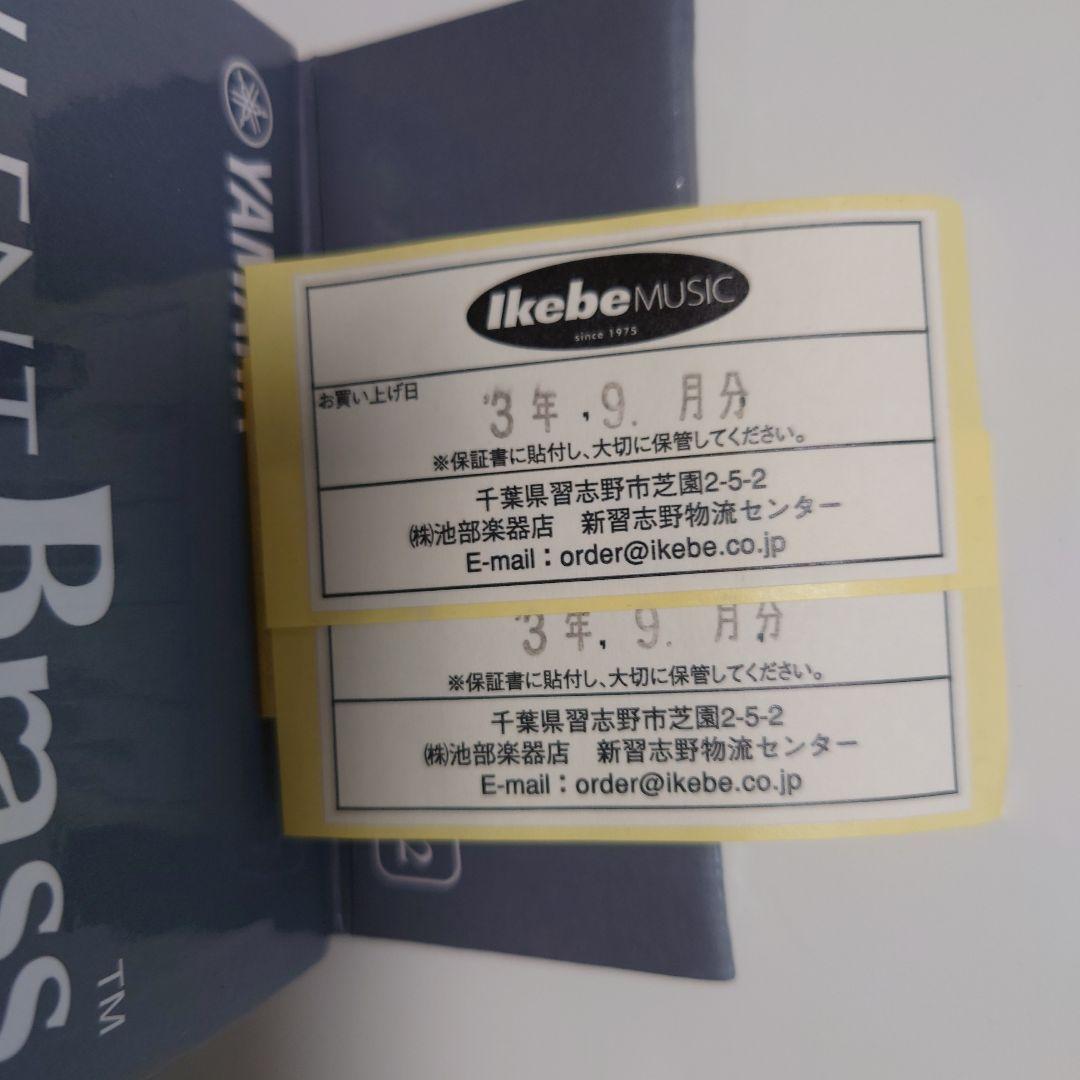 YAMAHA
Brass
TM
Ikebe MUSIC
since 1975
お買い上げ日
'3年, 9. 月分
※保証書に貼付し、大切に保管してください。
千葉県習志野市芝園2-5-2
㈱池部楽器店 新習志野物流センター
E-mail：order@ikebe.co.jp
'3年, 9. 月分
※保証書に貼付し、大切に保管してください。
千葉県習志野市芝園2-5-2
㈱池部楽器店 新習志野物流センター
E-mail：order@ikebe.co.jp
2